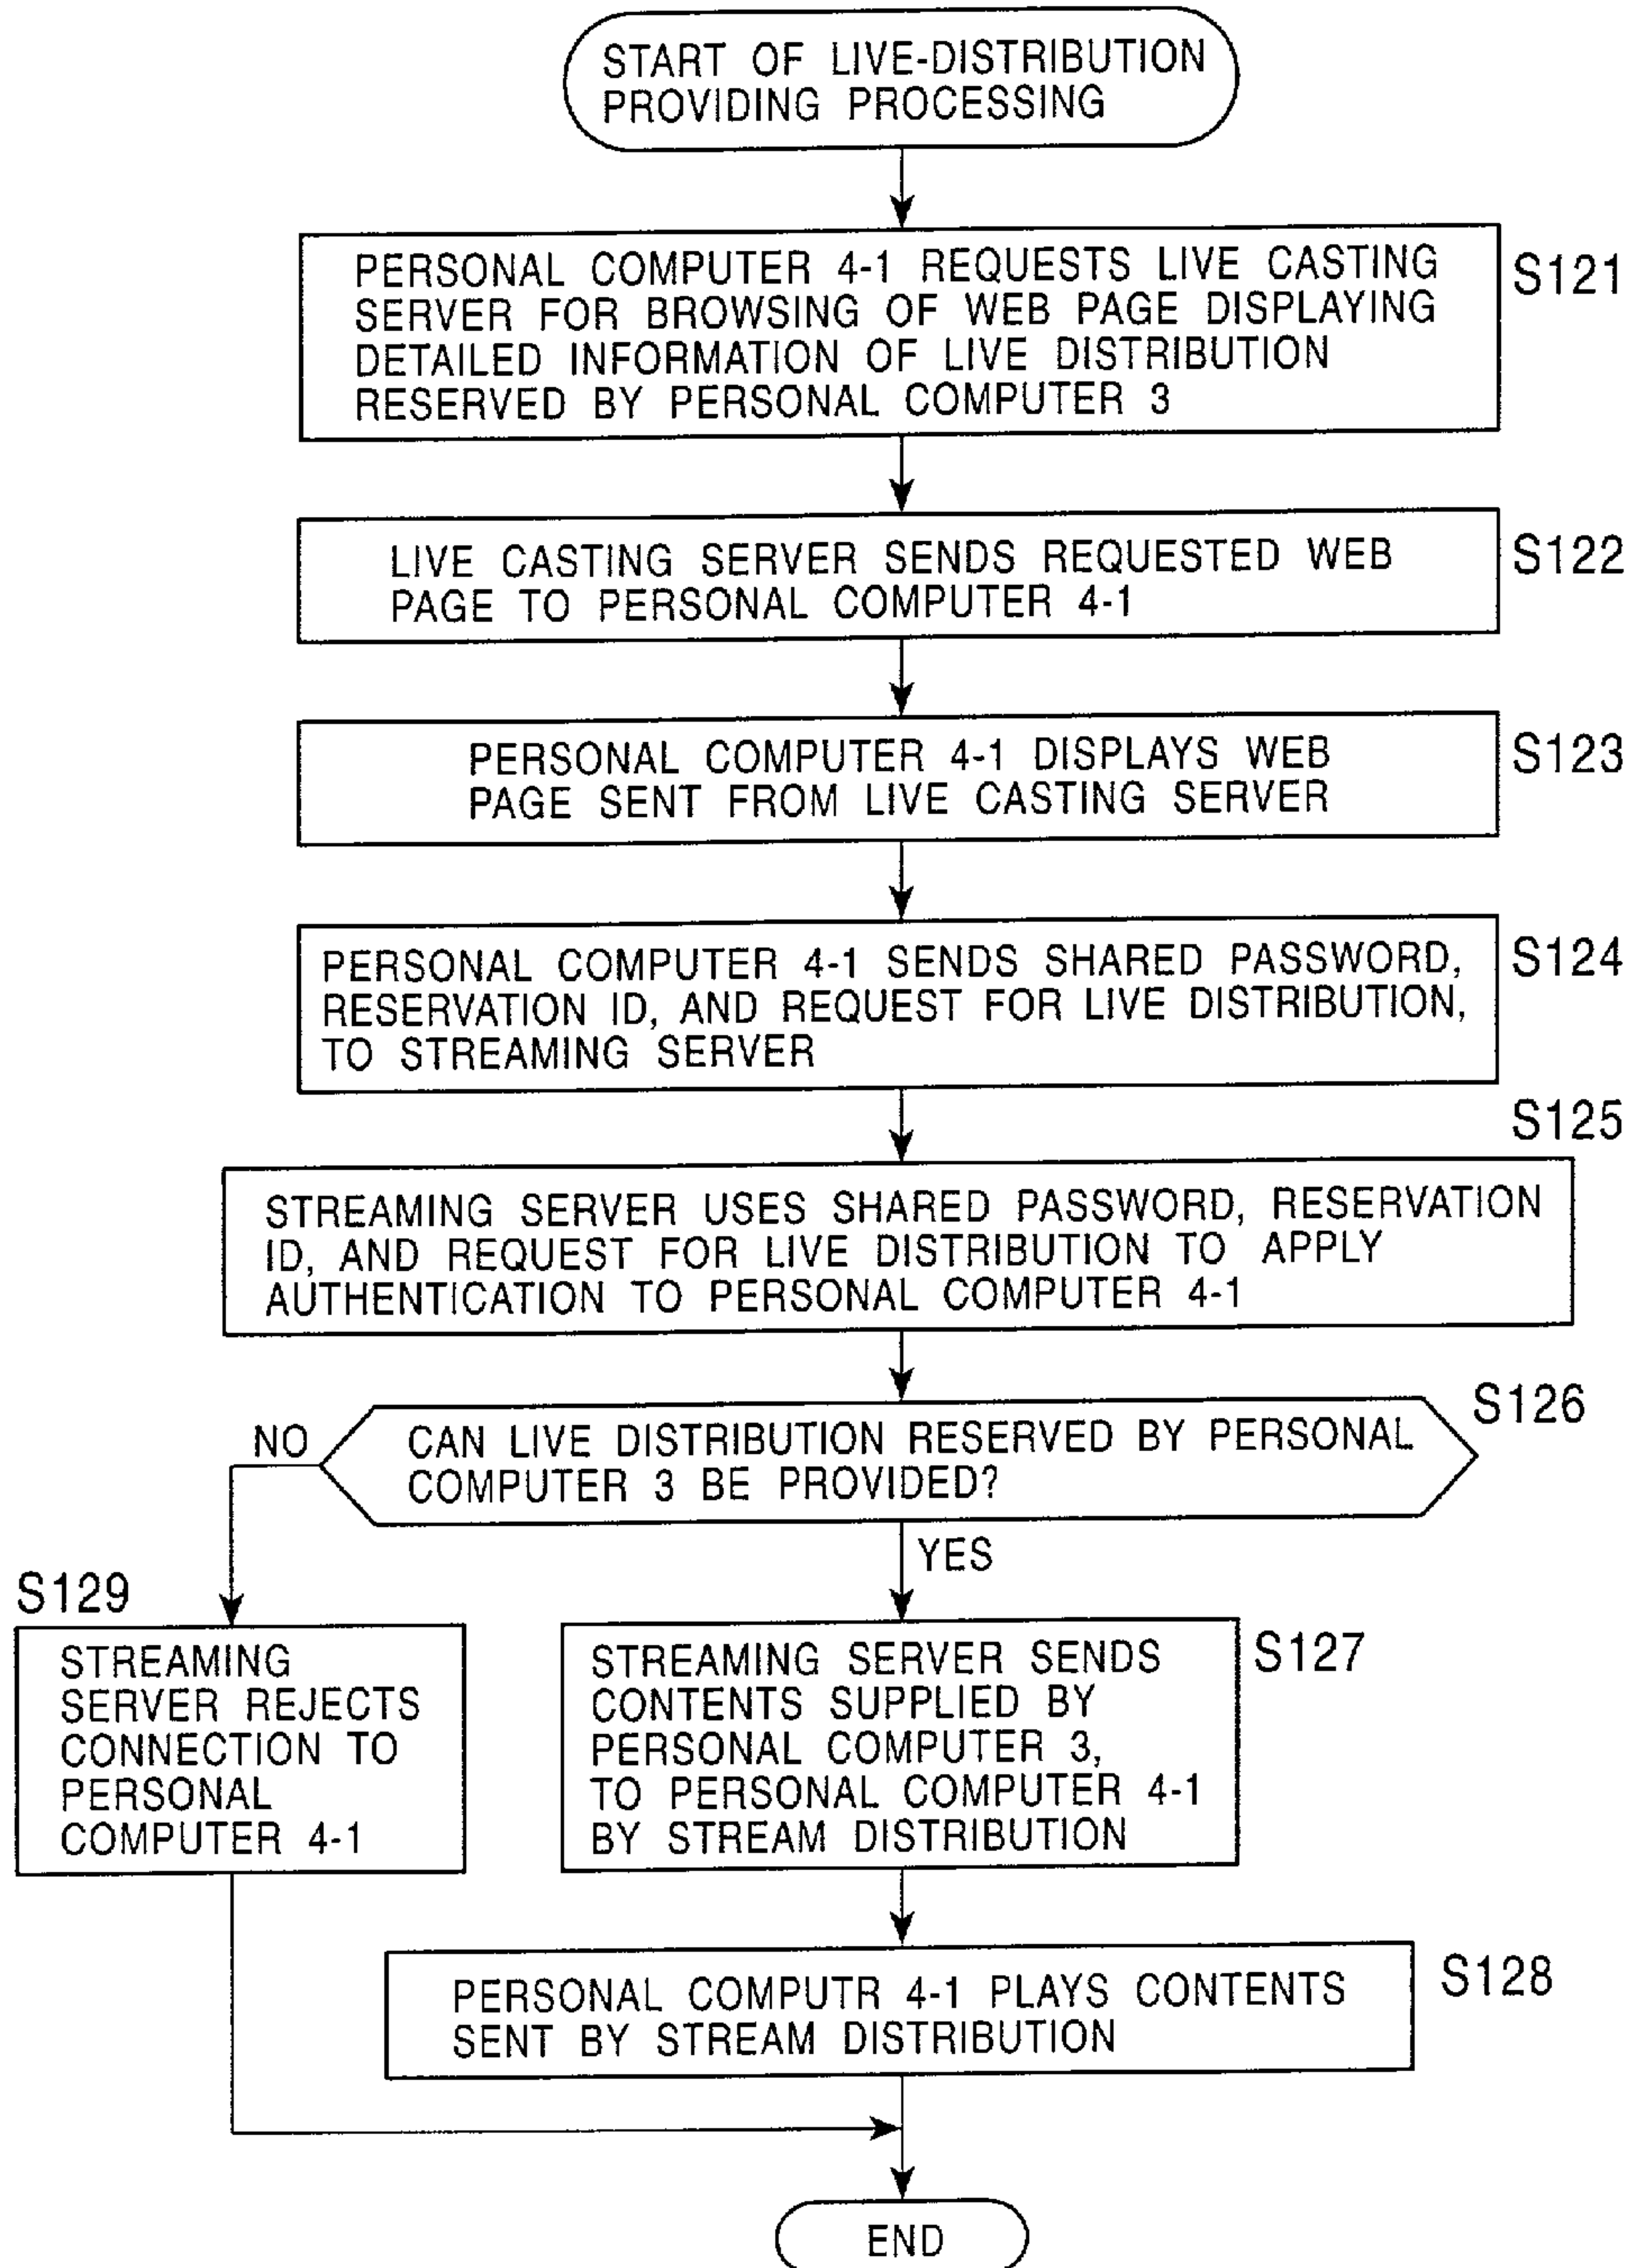 START OF LIVE-DISTRIBUTION
PROVIDING PROCESSING
PERSONAL COMPUTER 4-1 REQUESTS LIVE CASTING
SERVER FOR BROWSING OF WEB PAGE DISPLAYING
DETAILED INFORMATION OF LIVE DISTRIBUTION
RESERVED BY PERSONAL COMPUTER 3
S121
LIVE CASTING SERVER SENDS REQUESTED WEB
PAGE TO PERSONAL COMPUTER 4-1
S122
PERSONAL COMPUTER 4-1 DISPLAYS WEB
PAGE SENT FROM LIVE CASTING SERVER
S123
PERSONAL COMPUTER 4-1 SENDS SHARED PASSWORD,
RESERVATION ID, AND REQUEST FOR LIVE DISTRIBUTION,
TO STREAMING SERVER
S124
S125
STREAMING SERVER USES SHARED PASSWORD, RESERVATION
ID, AND REQUEST FOR LIVE DISTRIBUTION TO APPLY
AUTHENTICATION TO PERSONAL COMPUTER 4-1
S126
CAN LIVE DISTRIBUTION RESERVED BY PERSONAL
COMPUTER 3 BE PROVIDED?
NO
YES
S129
STREAMING
SERVER REJECTS
CONNECTION TO
PERSONAL
COMPUTER 4-1
STREAMING SERVER SENDS
CONTENTS SUPPLIED BY
PERSONAL COMPUTER 3,
TO PERSONAL COMPUTER 4-1
BY STREAM DISTRIBUTION
S127
PERSONAL COMPUTR 4-1 PLAYS CONTENTS
SENT BY STREAM DISTRIBUTION
S128
END